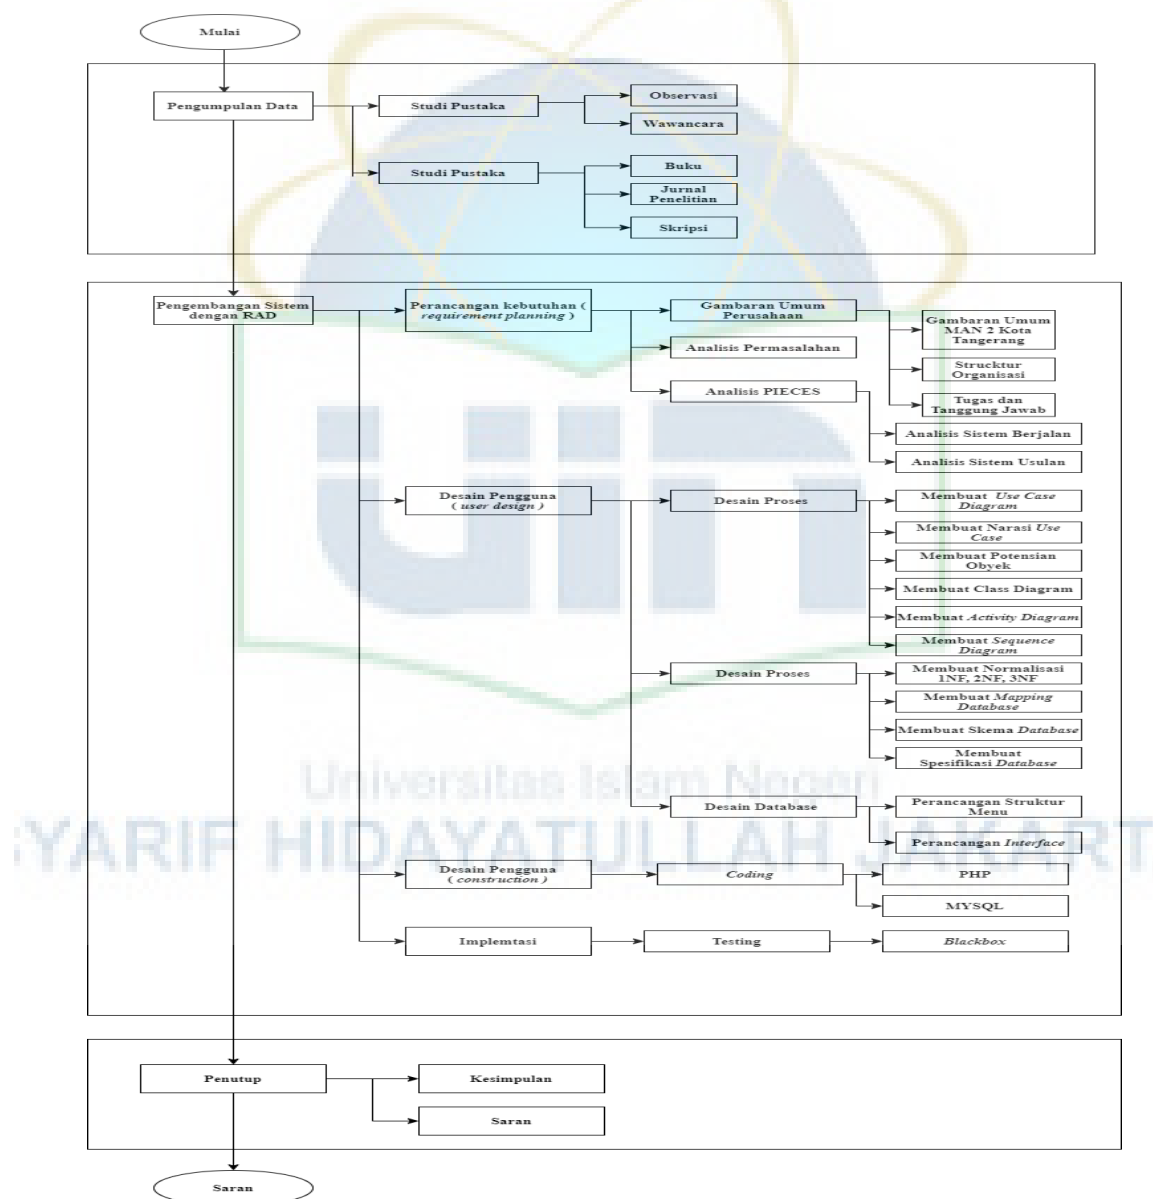 Mulai
Pengumpulan Data
Studi Pustaka
Observasi
Wawancara
Studi Pustaka
Buku
Jurnal
Penelitian
Skripsi
Pengembangan Sistem
dengan RAD
Perancangan kebutuhan (
requirement planning )
Gambaran Umum
Perusahaan
Gambaran Umum
MAN 2 Kota
Tangerang
Strucktur
Organisasi
Tugas dan
Tanggung Jawab
Analisis Permasalahan
Analisis PIECES
Analisis Sistem Berjalan
Analisis Sistem Usulan
Desain Pengguna
( user design )
Desain Proses
Membuat Use Case
Diagram
Membuat Narasi Use
Case
Membuat Potensian
Obyek
Membuat Class Diagram
Membuat Activity Diagram
Membuat Sequence
Diagram
Desain Proses
Membuat Normalisasi
1NF, 2NF, 3NF
Membuat Mapping
Database
Membuat Skema Database
Membuat
Spesifikasi Database
Desain Database
Perancangan Struktur
Menu
Perancangan Interface
Desain Pengguna
( construction )
Coding
PHP
MYSQL
Implemtasi
Testing
Blackbox
Penutup
Kesimpulan
Saran
Saran
uin
Universitas Islam Negeri
SYARIF HIDAYATULLAH JAKART